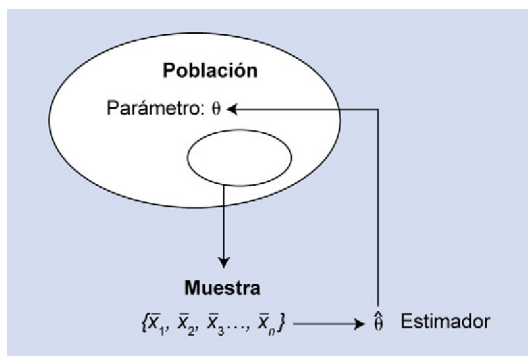 Población
Parámetro: θ
Muestra
{x̄₁, x̄₂, x̄₃..., x̄ₙ} θ̂ Estimador